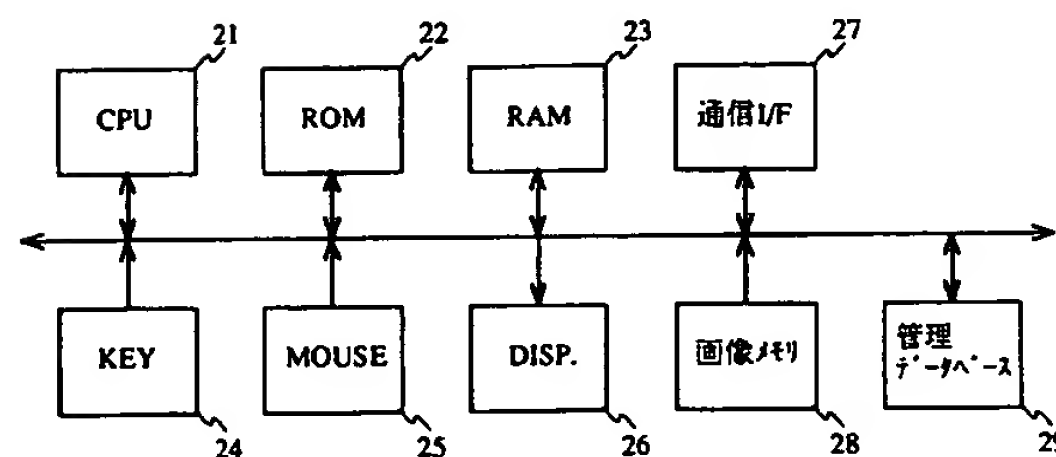 21
22
23
27
CPU
ROM
RAM
通信I/F
KEY
MOUSE
DISP.
画像メモリ
管理
データベース
24
25
26
28
29